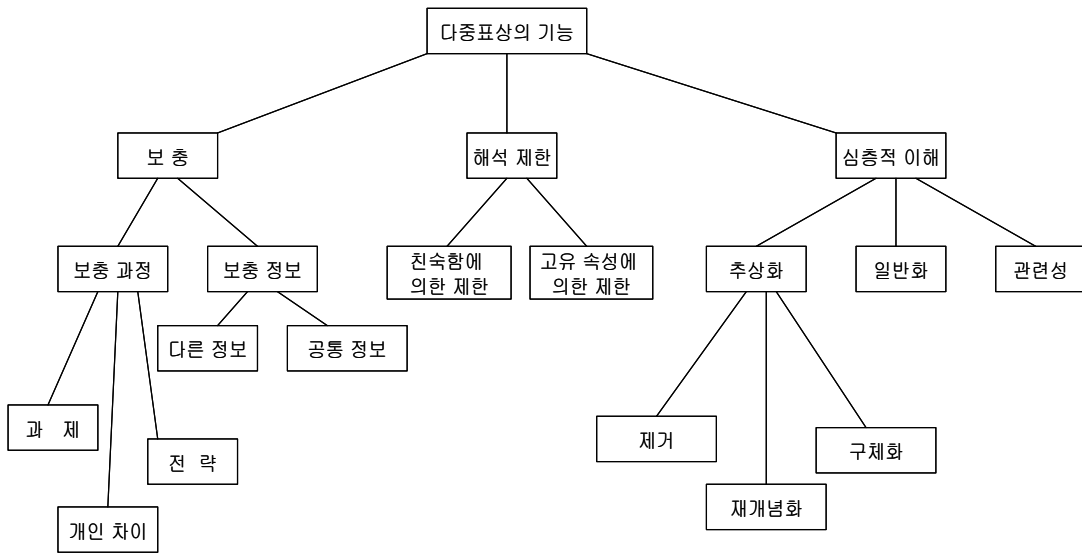 다중표상의 기능
보 충
해석 제한
심층적 이해
보충 과정
보충 정보
친숙함에
의한 제한
고유 속성에
의한 제한
추상화
일반화
관련성
다른 정보
공통 정보
과 제
전 략
개인 차이
제거
구체화
재개념화